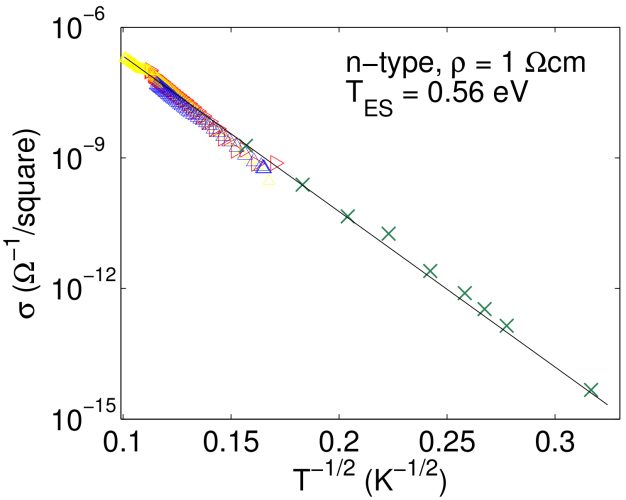 10⁻⁶
n−type, ρ = 1 Ωcm
T_ES = 0.56 eV
10⁻⁹
10⁻¹²
10⁻¹⁵
σ (Ω⁻¹/square)
0.1 0.15 0.2 0.25 0.3
T⁻¹/² (K⁻¹/²)